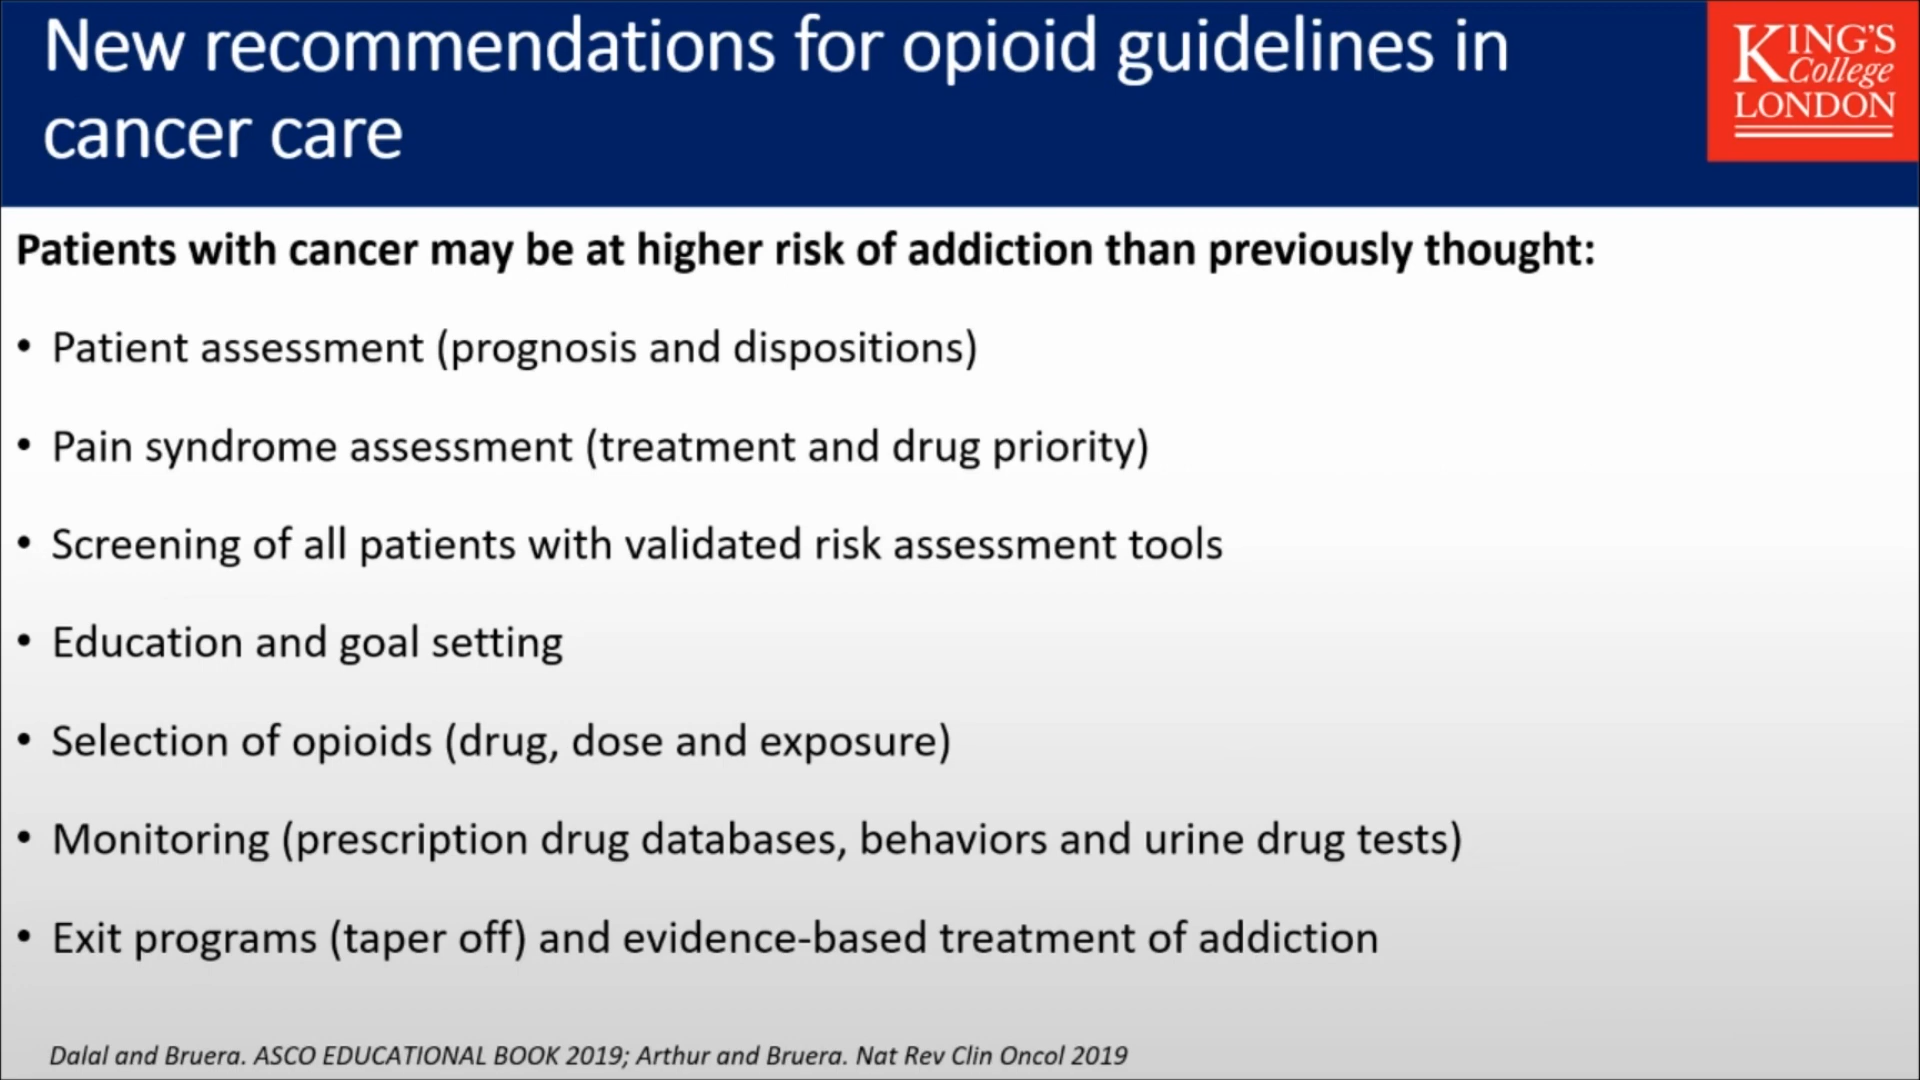 New recommendations for opioid guidelines in
cancer care
KING'S
College
LONDON
Patients with cancer may be at higher risk of addiction than previously thought:
• Patient assessment (prognosis and dispositions)
• Pain syndrome assessment (treatment and drug priority)
• Screening of all patients with validated risk assessment tools
• Education and goal setting
• Selection of opioids (drug, dose and exposure)
• Monitoring (prescription drug databases, behaviors and urine drug tests)
• Exit programs (taper off) and evidence-based treatment of addiction
Dalal and Bruera. ASCO EDUCATIONAL BOOK 2019; Arthur and Bruera. Nat Rev Clin Oncol 2019